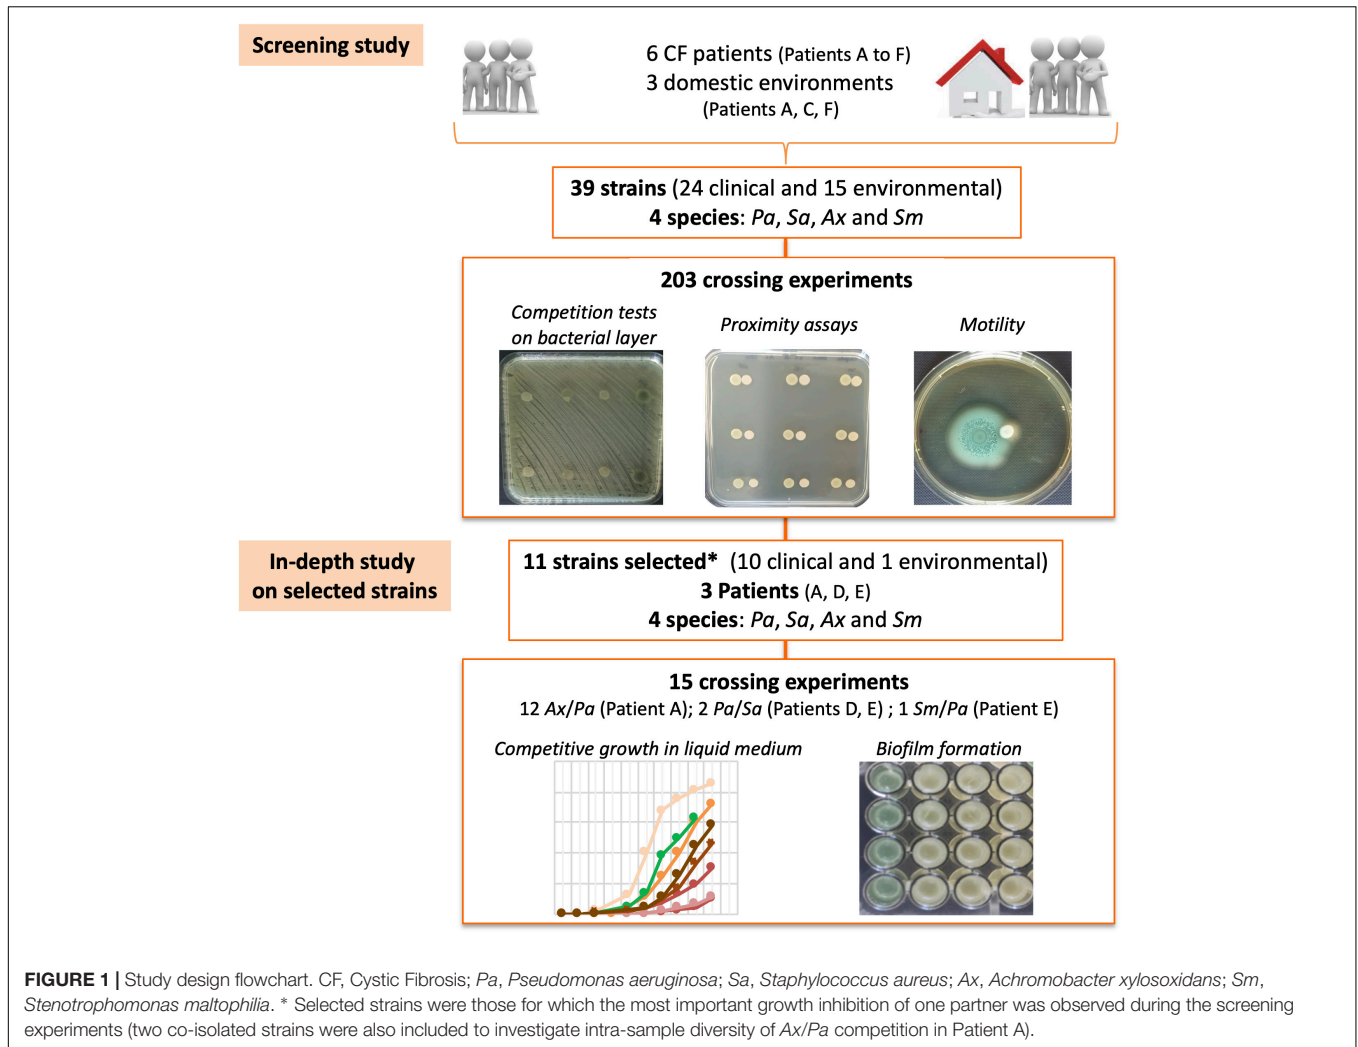 Screening study
6 CF patients (Patients A to F)
3 domestic environments
(Patients A, C, F)
39 strains (24 clinical and 15 environmental)
4 species: Pa, Sa, Ax and Sm
203 crossing experiments
Competition tests
on bacterial layer
Proximity assays
Motility
In-depth study
on selected strains
11 strains selected* (10 clinical and 1 environmental)
3 Patients (A, D, E)
4 species: Pa, Sa, Ax and Sm
15 crossing experiments
12 Ax/Pa (Patient A); 2 Pa/Sa (Patients D, E) ; 1 Sm/Pa (Patient E)
Competitive growth in liquid medium
Biofilm formation
FIGURE 1 | Study design flowchart. CF, Cystic Fibrosis; Pa, Pseudomonas aeruginosa; Sa, Staphylococcus aureus; Ax, Achromobacter xylosoxidans; Sm,
Stenotrophomonas maltophilia. * Selected strains were those for which the most important growth inhibition of one partner was observed during the screening
experiments (two co-isolated strains were also included to investigate intra-sample diversity of Ax/Pa competition in Patient A).